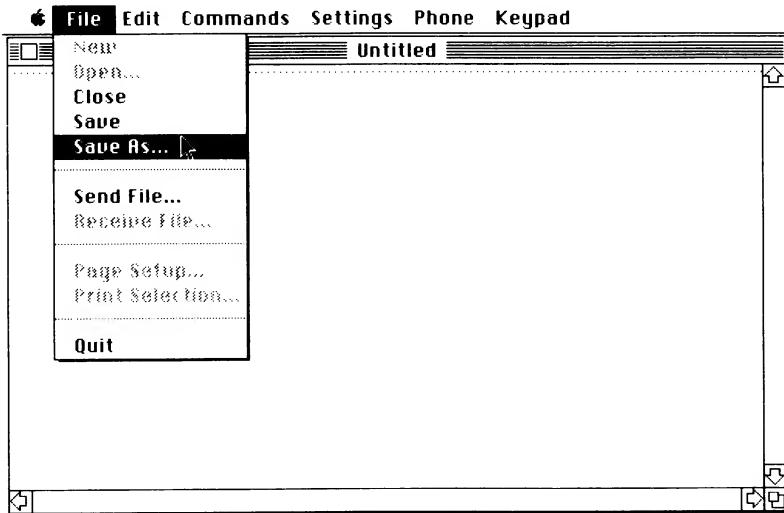 File Edit Commands Settings Phone Keypad
Untitled
New
Open...
Close
Save
Save As...
Send File...
Receive File...
Page Setup...
Print Selection...
Quit